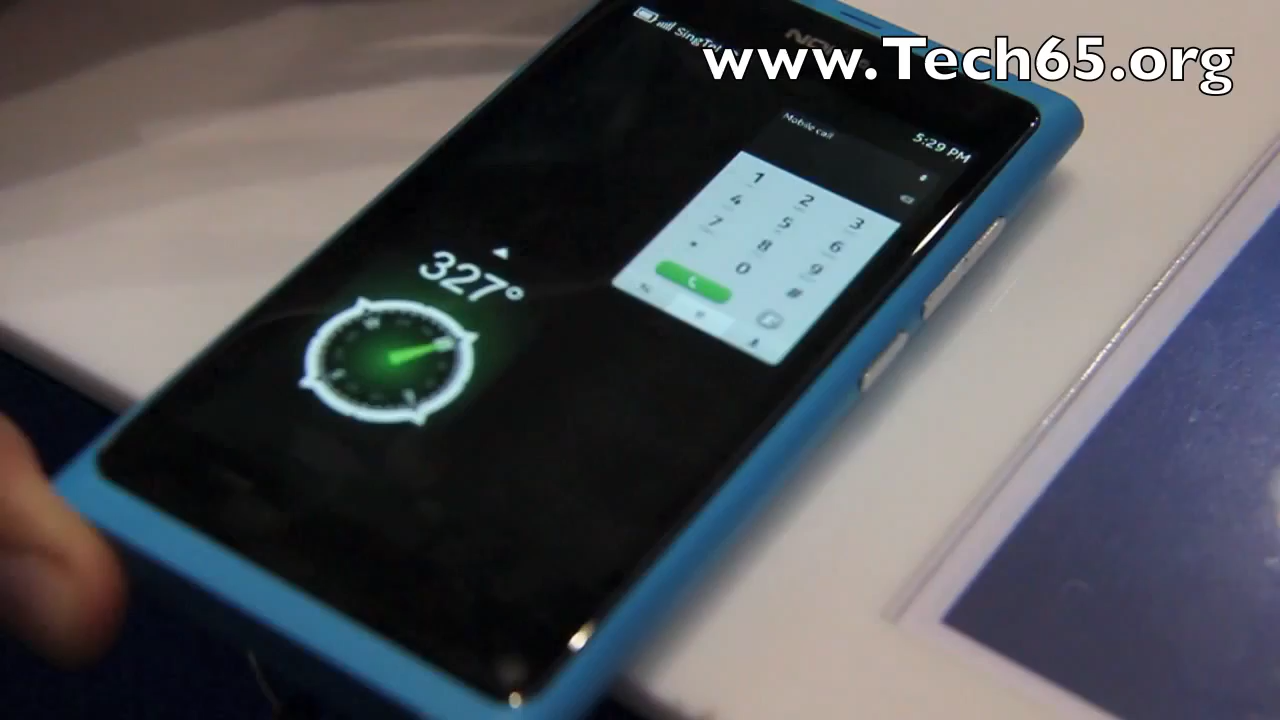 www.Tech65.org
SingTel
NOKIA
5:29 PM
Mobile call
1 2 3
4 5 6
7 8 9
* 0 #
327°